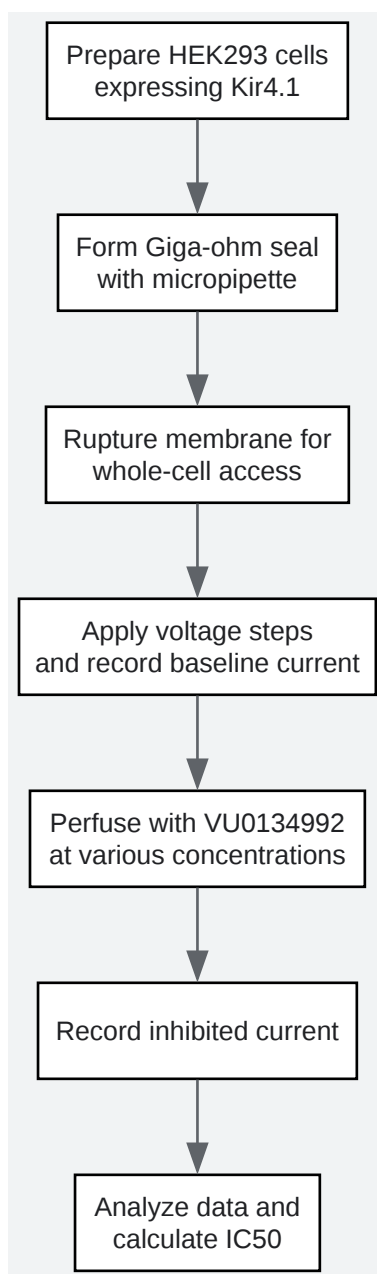 Prepare HEK293 cells
expressing Kir4.1
Form Giga-ohm seal
with micropipette
Rupture membrane for
whole-cell access
Apply voltage steps
and record baseline current
Perfuse with VU0134992
at various concentrations
Record inhibited current
Analyze data and
calculate IC50